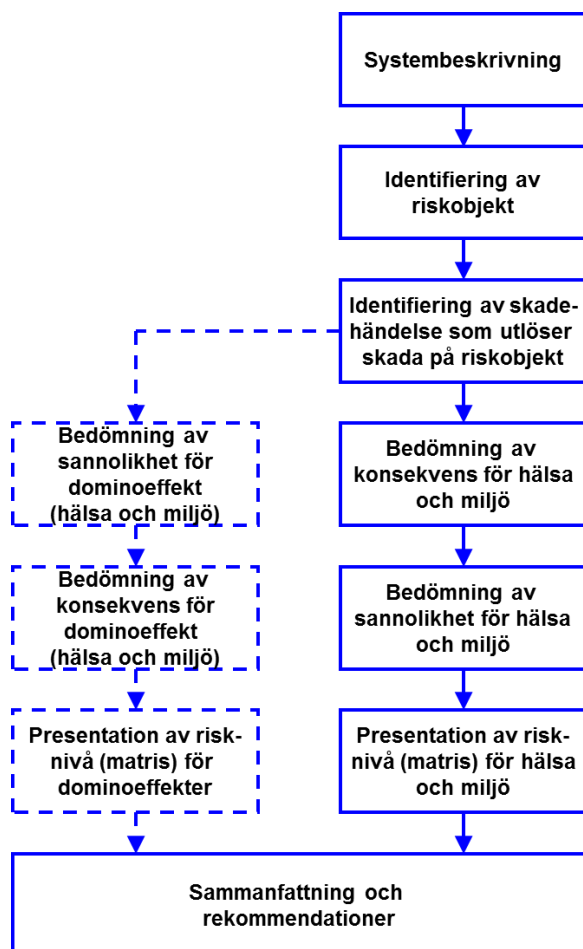 Systembeskrivning
Identifiering av
riskobjekt
Identifiering av skade-
händelse som utlöser
skada på riskobjekt
Bedömning av
sannolikhet för
dominoeffekt
(hälsa och miljö)
Bedömning av
konsekvens för hälsa
och miljö
Bedömning av
konsekvens för
dominoeffekt
(hälsa och miljö)
Bedömning av
sannolikhet för hälsa
och miljö
Presentation av risk-
nivå (matris) för
dominoeffekter
Presentation av risk-
nivå (matris) för hälsa
och miljö
Sammanfattning och
rekommendationer